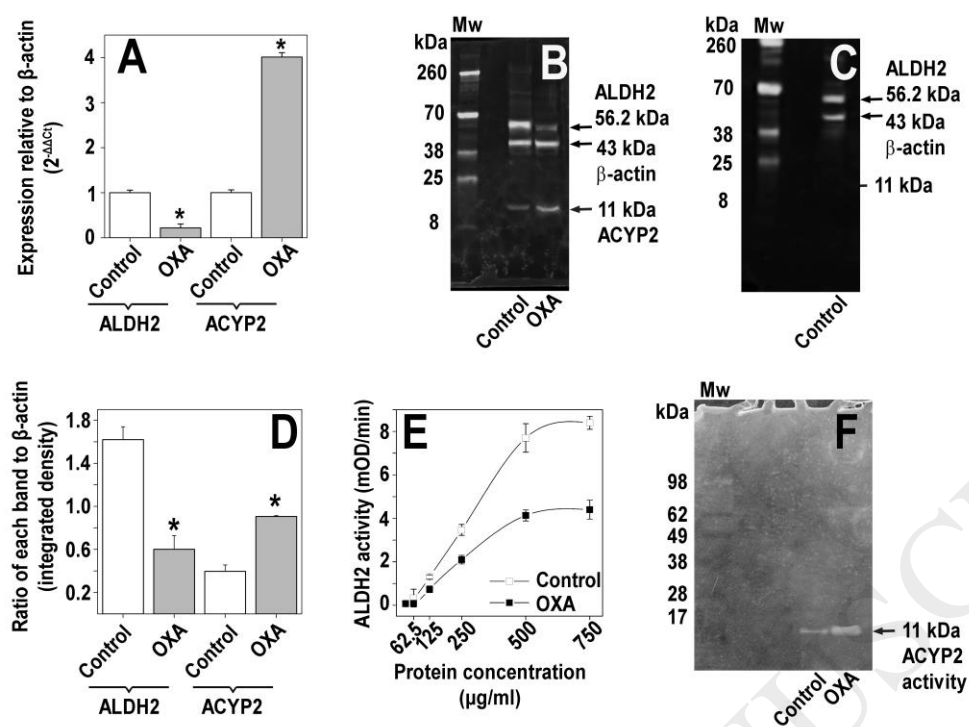 A
Expression relative to β-actin
(2-ΔΔCt)
4
3
2
1
0
*
*
Control
OXA
Control
OXA
ALDH2
ACYP2
B
Mw
kDa
260
70
38
25
8
ALDH2
56.2 kDa
43 kDa
β-actin
11 kDa
ACYP2
Control
OXA
C
Mw
kDa
260
70
38
25
8
ALDH2
56.2 kDa
43 kDa
β-actin
11 kDa
Control
D
Ratio of each band to β-actin
(integrated density)
1.8
1.4
1.0
0.6
0.2
*
*
Control
OXA
Control
OXA
ALDH2
ACYP2
E
ALDH2 activity (mOD/min)
8
6
4
2
0
Control
OXA
62.5
125
250
500
750
Protein concentration
(µg/ml)
F
Mw
kDa
98
62
49
38
28
17
11 kDa
ACYP2
activity
Control
OXA